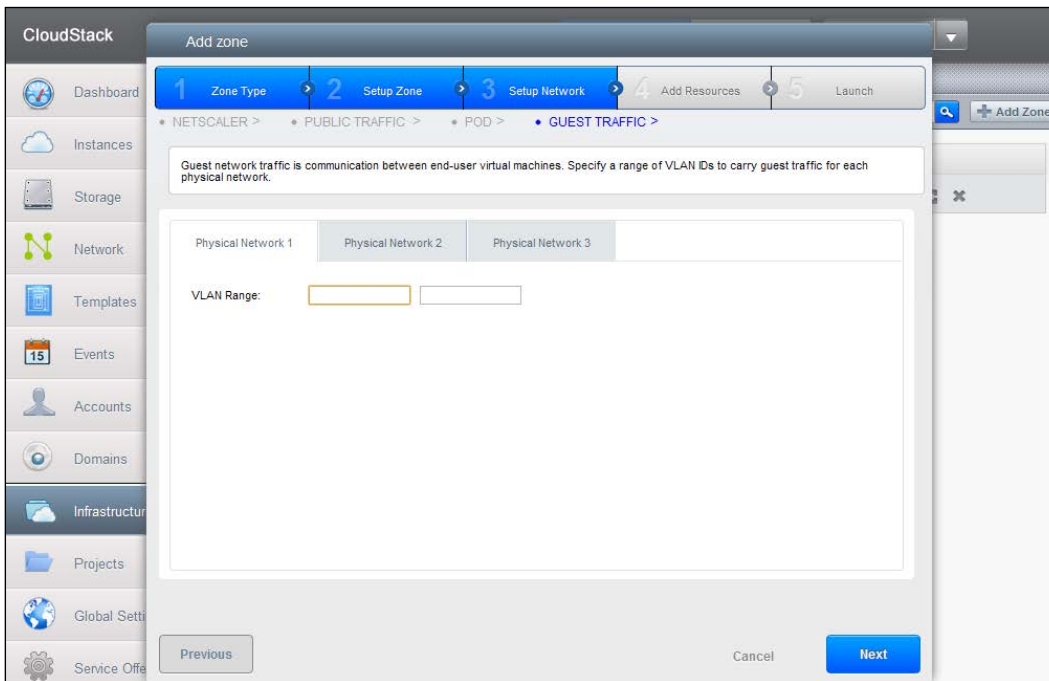 CloudStack
Add zone
1 Zone Type
2 Setup Zone
3 Setup Network
4 Add Resources
5 Launch
• NETSCALER >
• PUBLIC TRAFFIC >
• POD >
• GUEST TRAFFIC >
Add Zone
Guest network traffic is communication between end-user virtual machines. Specify a range of VLAN IDs to carry guest traffic for each
physical network.
Physical Network 1
Physical Network 2
Physical Network 3
VLAN Range:
Dashboard
Instances
Storage
Network
Templates
15
Events
Accounts
Domains
Infrastructur
Projects
Global Setti
Service Offe
Previous
Cancel
Next